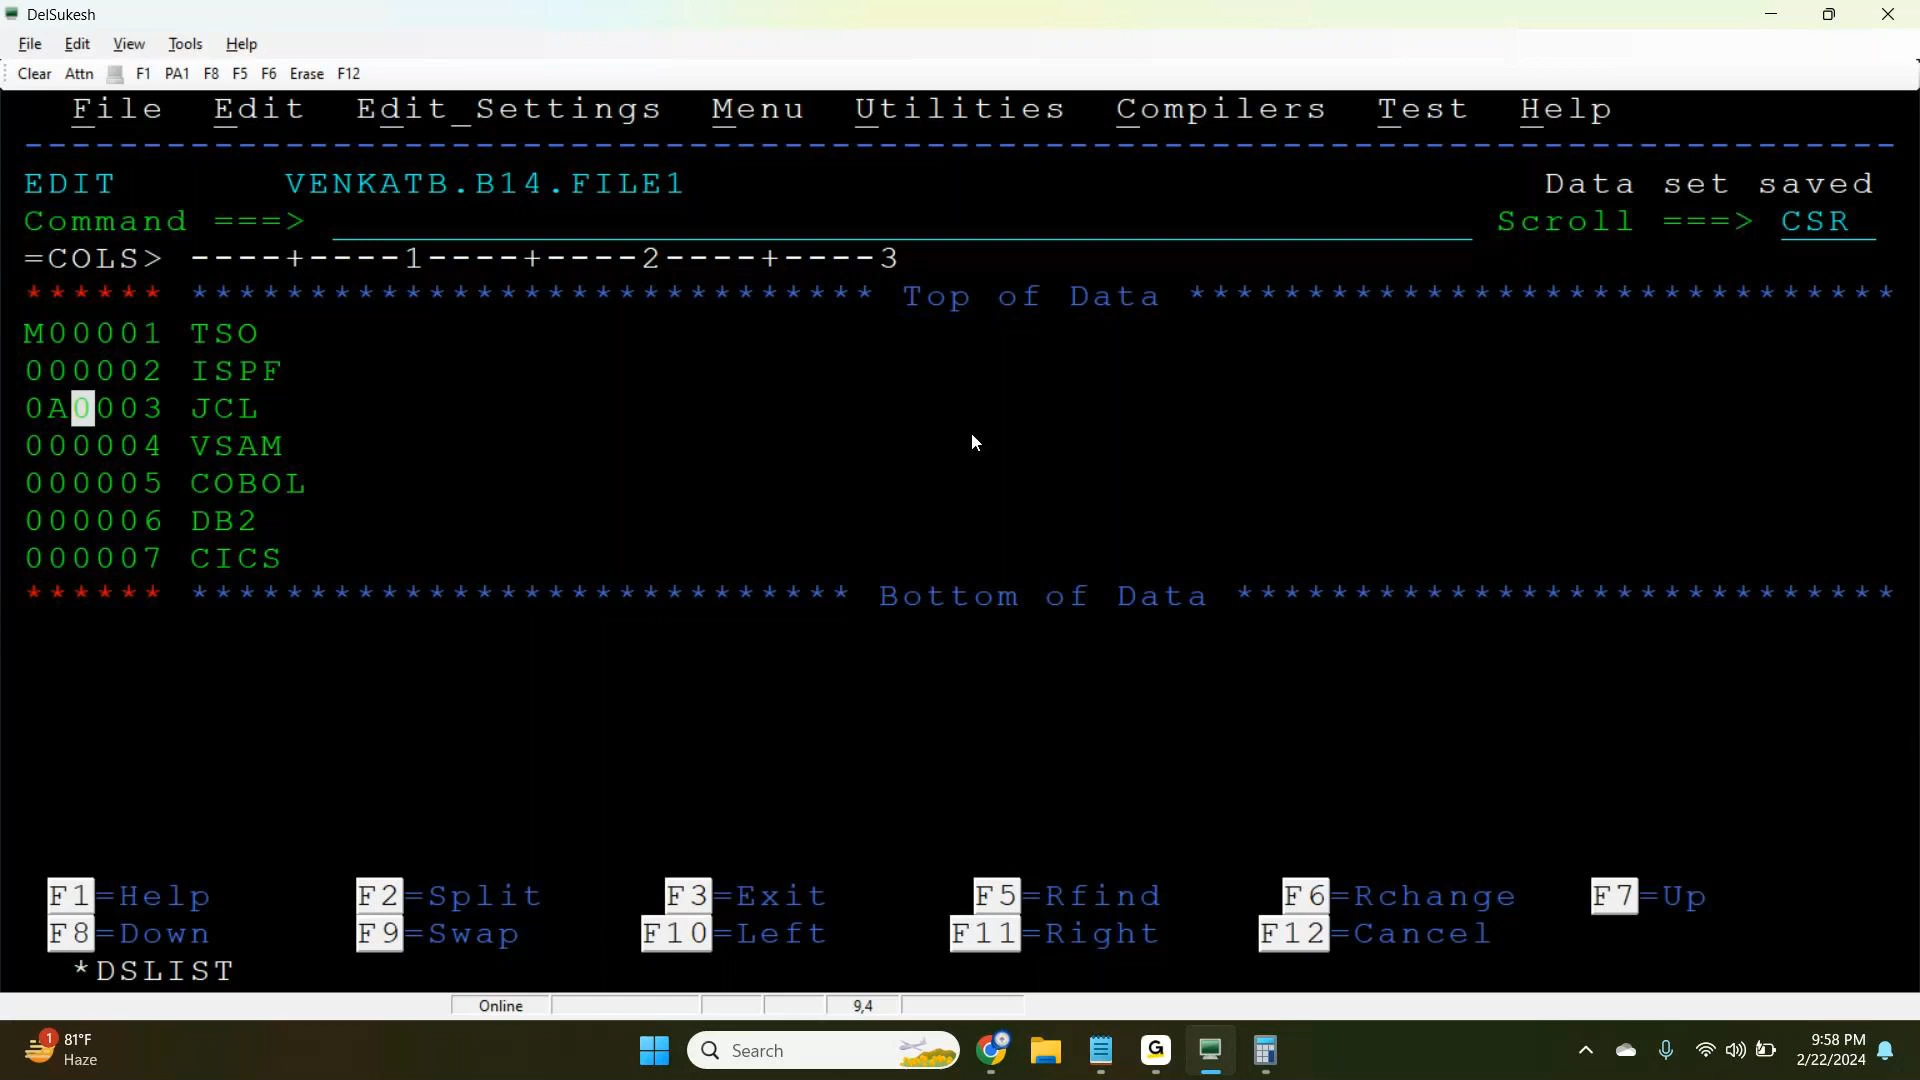 DelSukesh
File Edit View Tools Help
Clear Attn F1 PA1 F8 F5 F6 Erase F12
File Edit Edit_Settings Menu Utilities Compilers Test Help
--------------------------------------------------------------------------------
EDIT VENKATB.B14.FILE1 Data set saved
Command ===> Scroll ===> CSR
=COLS> ----+----1----+----2----+----3
****** ***************************** Top of Data ******************************
M00001 TSO
000002 ISPF
0A0003 JCL
000004 VSAM
000005 COBOL
000006 DB2
000007 CICS
****** **************************** Bottom of Data ****************************
F1=Help F2=Split F3=Exit F5=Rfind F6=Rchange F7=Up
F8=Down F9=Swap F10=Left F11=Right F12=Cancel
*DSLIST
Online 9,4
1 81°F
Haze
Search
G
9:58 PM
2/22/2024